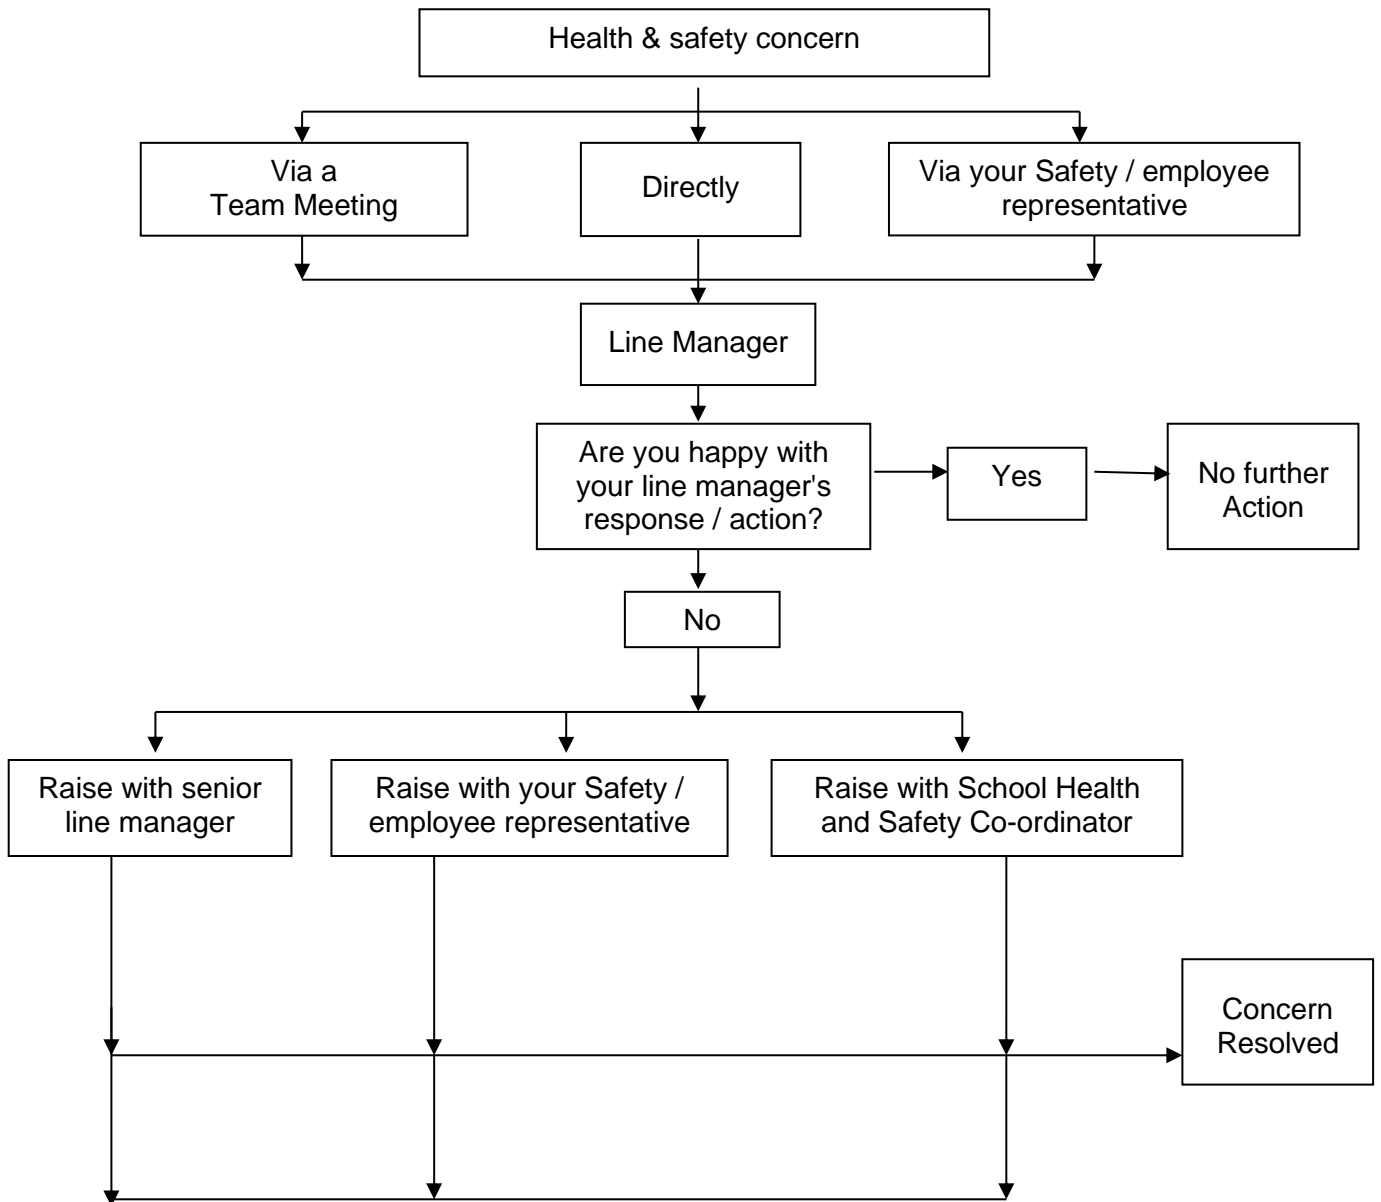 Health & safety concern
Via a
Team Meeting
Directly
Via your Safety / employee
representative
Line Manager
Are you happy with
your line manager's
response / action?
Yes
No further
Action
No
Raise with senior
line manager
Raise with your Safety /
employee representative
Raise with School Health
and Safety Co-ordinator
Concern
Resolved